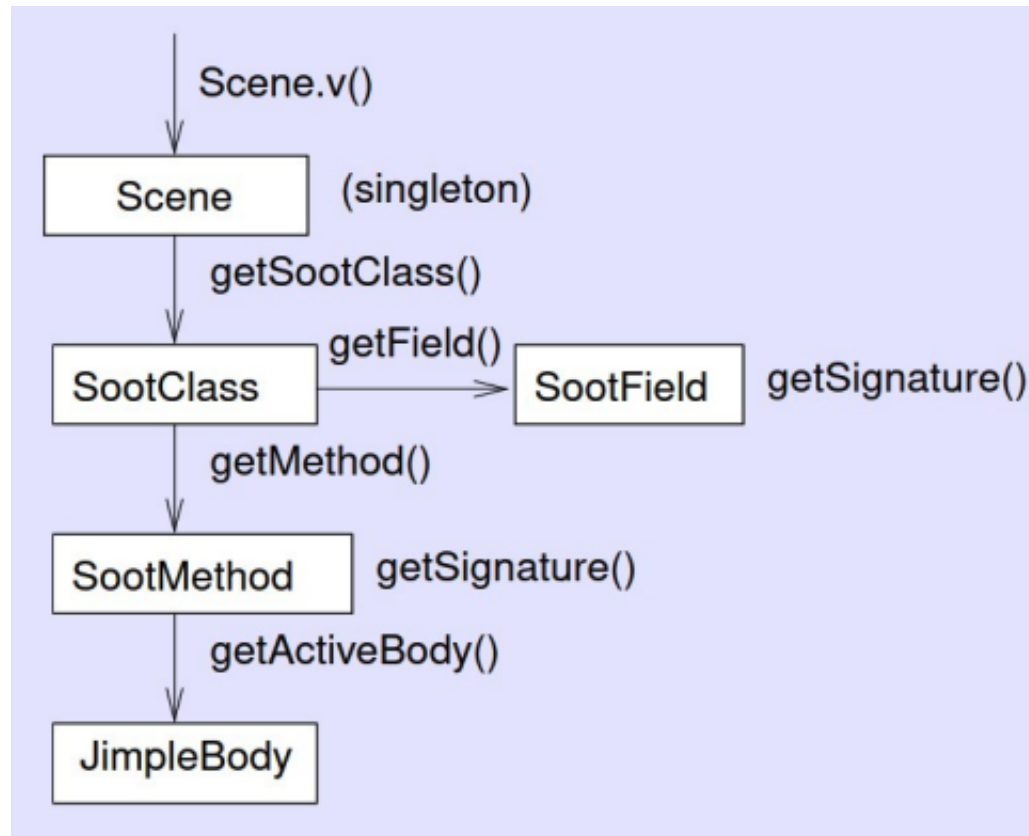 Scene.v()
Scene
(singleton)
getSootClass()
getField()
SootClass
SootField
getSignature()
getMethod()
SootMethod
getSignature()
getActiveBody()
JimpleBody